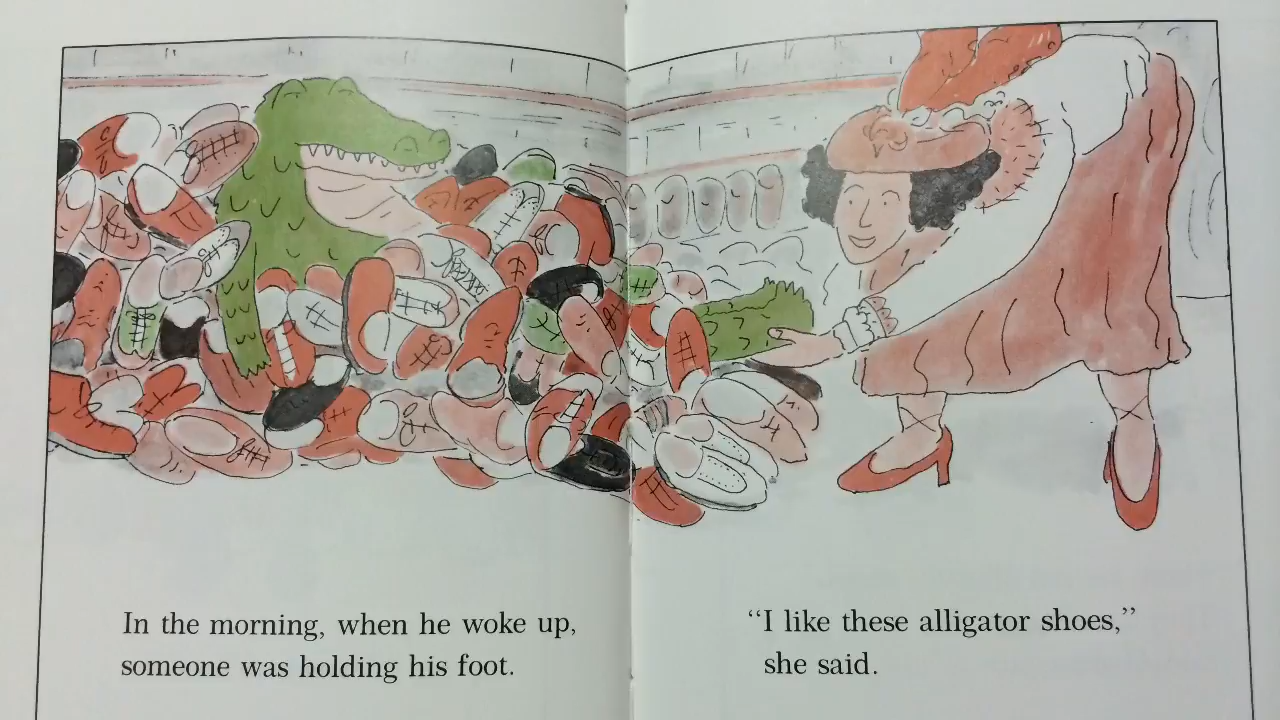 In the morning, when he woke up,
someone was holding his foot.
“I like these alligator shoes,”
she said.